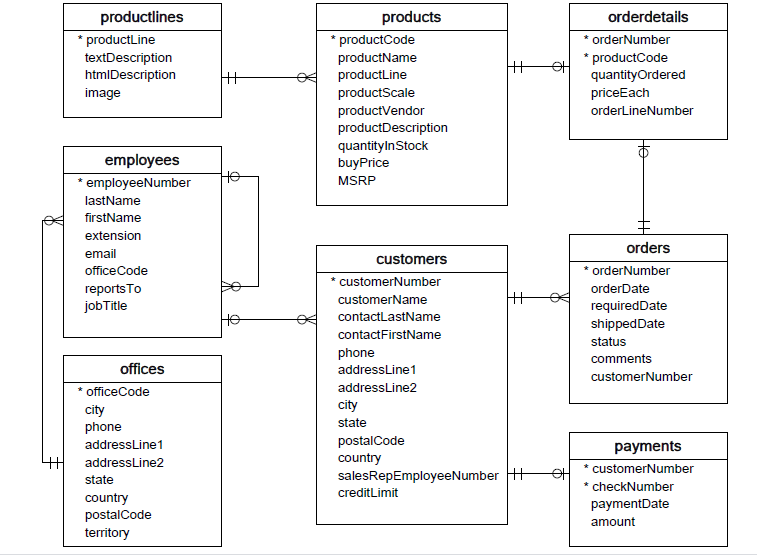 productlines
* productLine
textDescription
htmlDescription
image
products
* productCode
productName
productLine
productScale
productVendor
productDescription
quantityInStock
buyPrice
MSRP
orderdetails
* orderNumber
* productCode
quantityOrdered
priceEach
orderLineNumber
employees
* employeeNumber
lastName
firstName
extension
email
officeCode
reportsTo
jobTitle
customers
* customerNumber
customerName
contactLastName
contactFirstName
phone
addressLine1
addressLine2
city
state
postalCode
country
salesRepEmployeeNumber
creditLimit
orders
* orderNumber
orderDate
requiredDate
shippedDate
status
comments
customerNumber
offices
* officeCode
city
phone
addressLine1
addressLine2
state
country
postalCode
territory
payments
* customerNumber
* checkNumber
paymentDate
amount